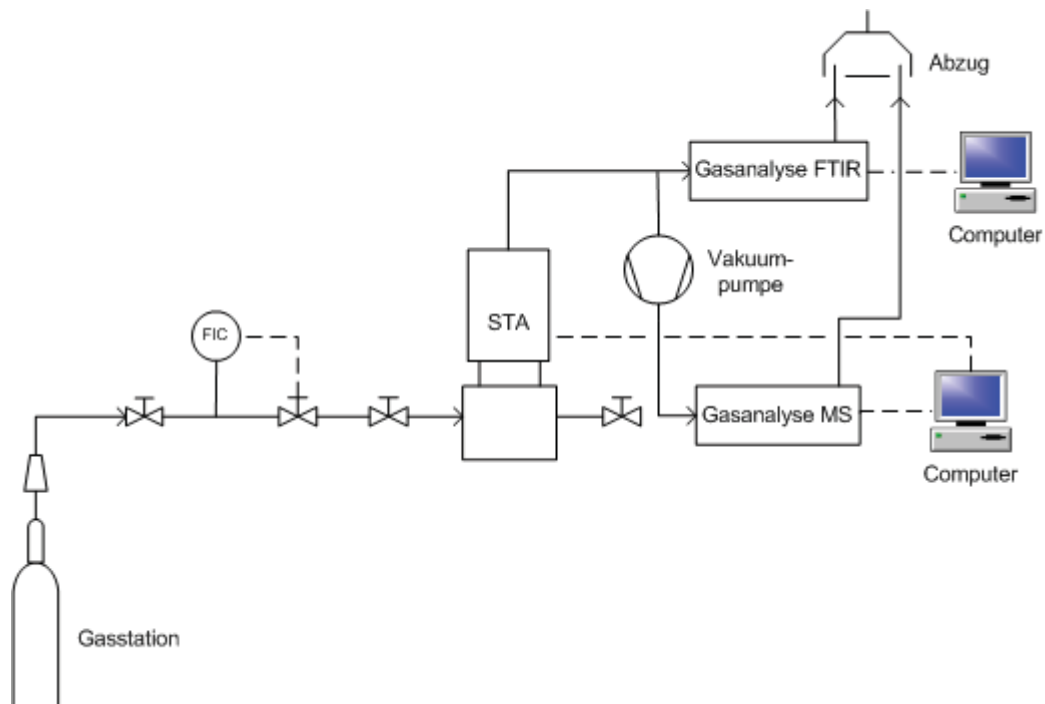 Abzug
Gasanalyse FTIR
Computer
Vakuum-
pumpe
STA
FIC
Gasanalyse MS
Computer
Gasstation